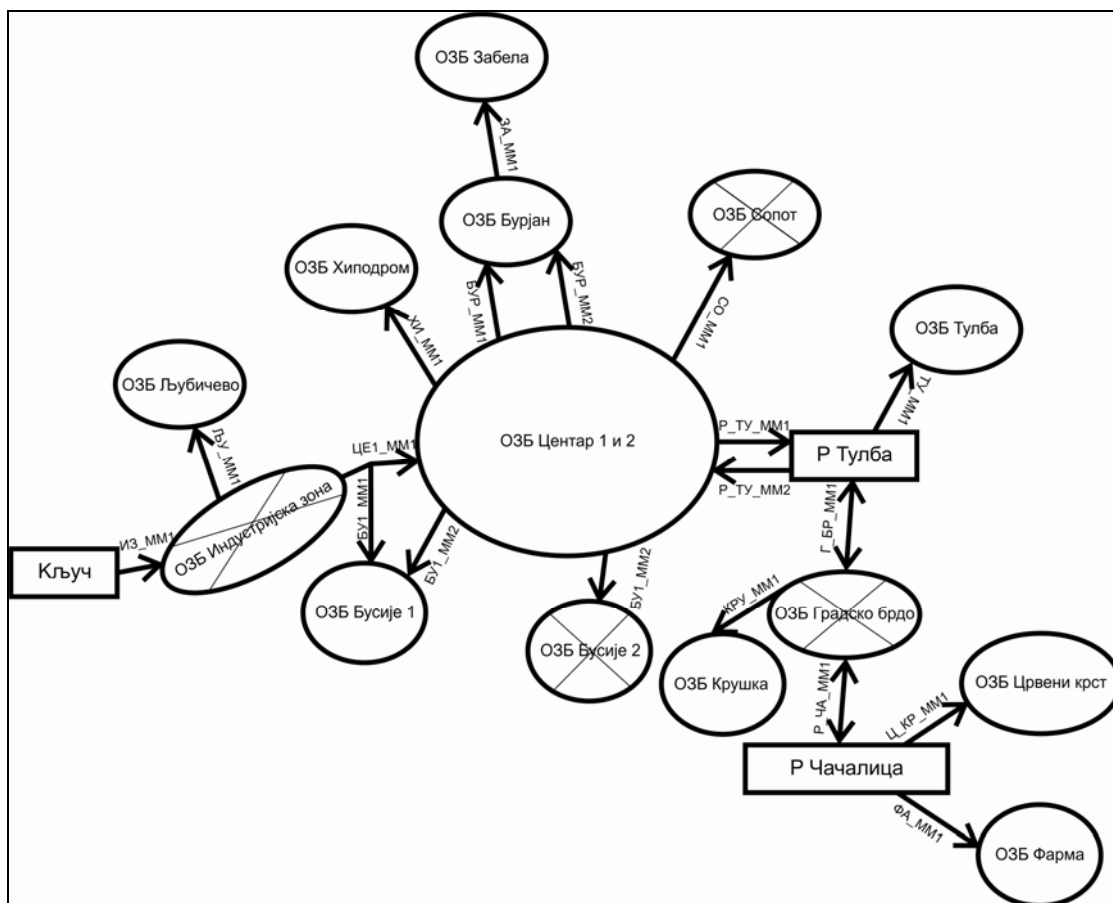 ОЗБ Забела
ЗА_ММ1
ОЗБ Бурјан
ОЗБ Сопот
ОЗБ Хиподром
БУР_ММ1
БУР_ММ2
СО_ММ1
ХИ_ММ1
ОЗБ Тулба
ТУ_ММ1
ОЗБ Љубичево
ЉУ_ММ1
ЦЕ1_ММ1
ОЗБ Центар 1 и 2
Р_ТУ_ММ1
Р Тулба
Р_ТУ_ММ2
ОЗБ Индустријска зона
ИЗ_ММ1
Кључ
БУ1_ММ1
БУ1_ММ2
БУ1_ММ2
Г_БР_ММ1
ОЗБ Бусије 1
ОЗБ Бусије 2
КРУ_ММ1
ОЗБ Градско брдо
ОЗБ Крушка
Р_ЧА_ММ1
ОЗБ Црвени крст
Ц_КР_ММ1
Р Чачалица
ФА_ММ1
ОЗБ Фарма